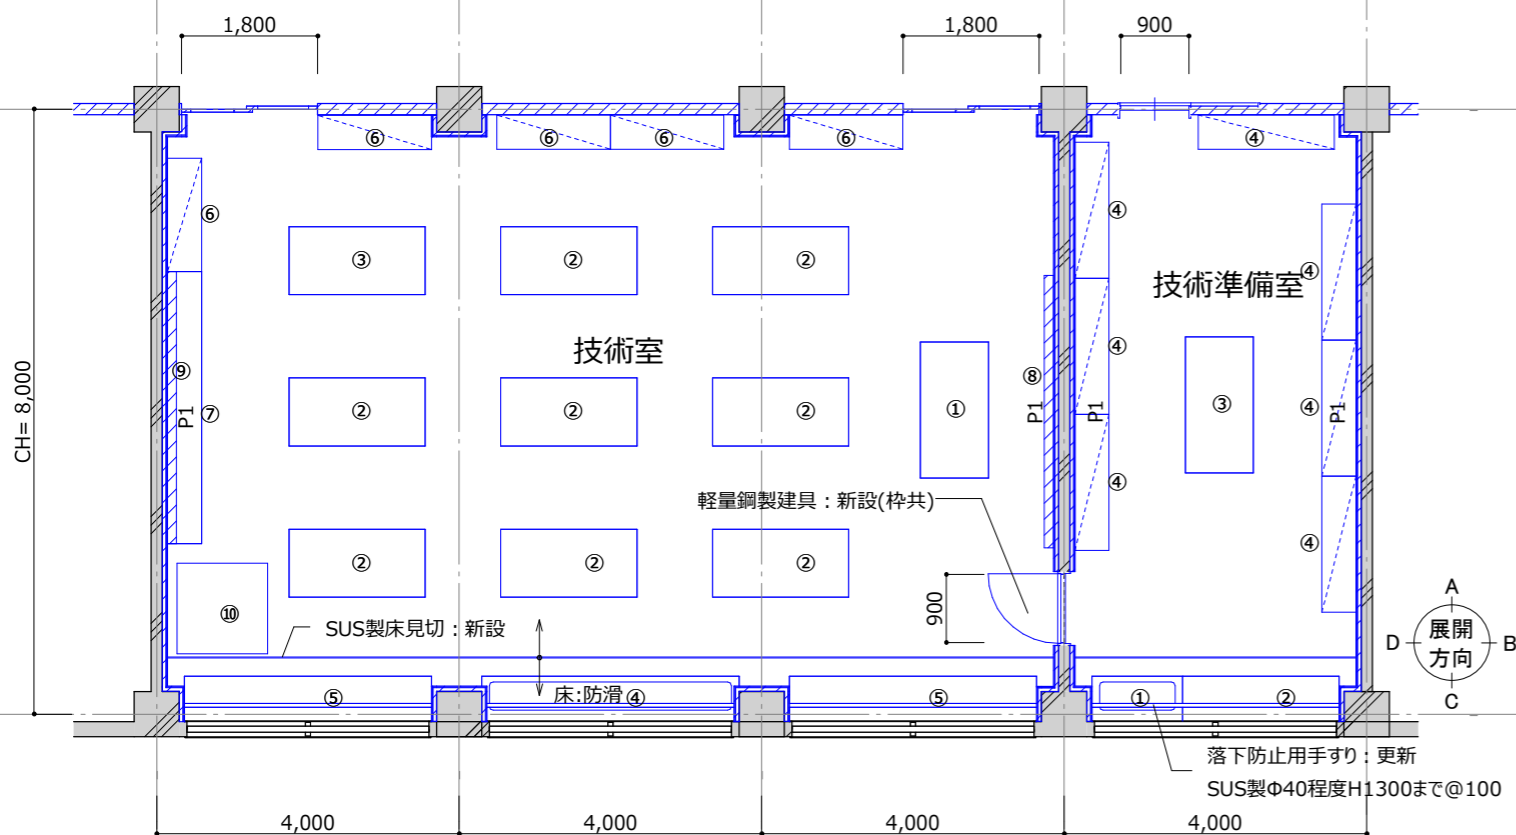 1,800
1,800
900
⑥
⑥
⑥
⑥
④
⑥
④
③
②
②
④
技術準備室
技術室
CH= 8,000
⑨
⑦
P1
②
②
②
①
⑧
P1
P1
④
③
④
P1
④
軽量鋼製建具：新設(枠共)
④
②
②
②
900
⑩
SUS製床見切：新設
A
D
展開
方向
B
C
⑤
床:防滑
④
⑤
①
②
落下防止用手すり：更新
SUS製Φ40程度H1300まで@100
4,000
4,000
4,000
4,000